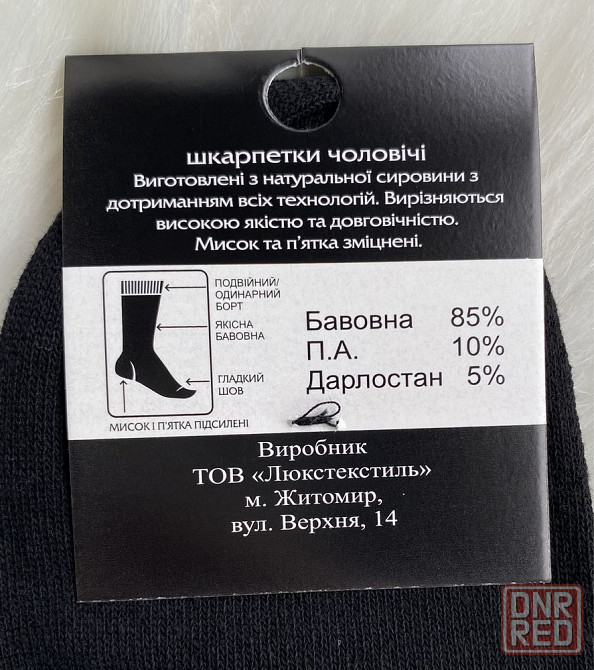 шкарпетки чоловічі
Виготовлені з натуральної сировини з
дотриманням всіх технологій. Вирізняються
високою якістю та довговічністю.
Мисок та п'ятка зміцнені.
ПОДВІЙНИЙ/
ОДИНАРНИЙ
БОРТ
ЯКІСНА
БАВОВНА
ГЛАДКИЙ
ШОВ
МИСОК І П'ЯТКА ПІДСИЛЕНІ
Бавовна 85%
П.А. 10%
Дарлостан 5%
Виробник
ТОВ «Люкстекстиль»
м. Житомир,
вул. Верхня, 14
DNR
RED